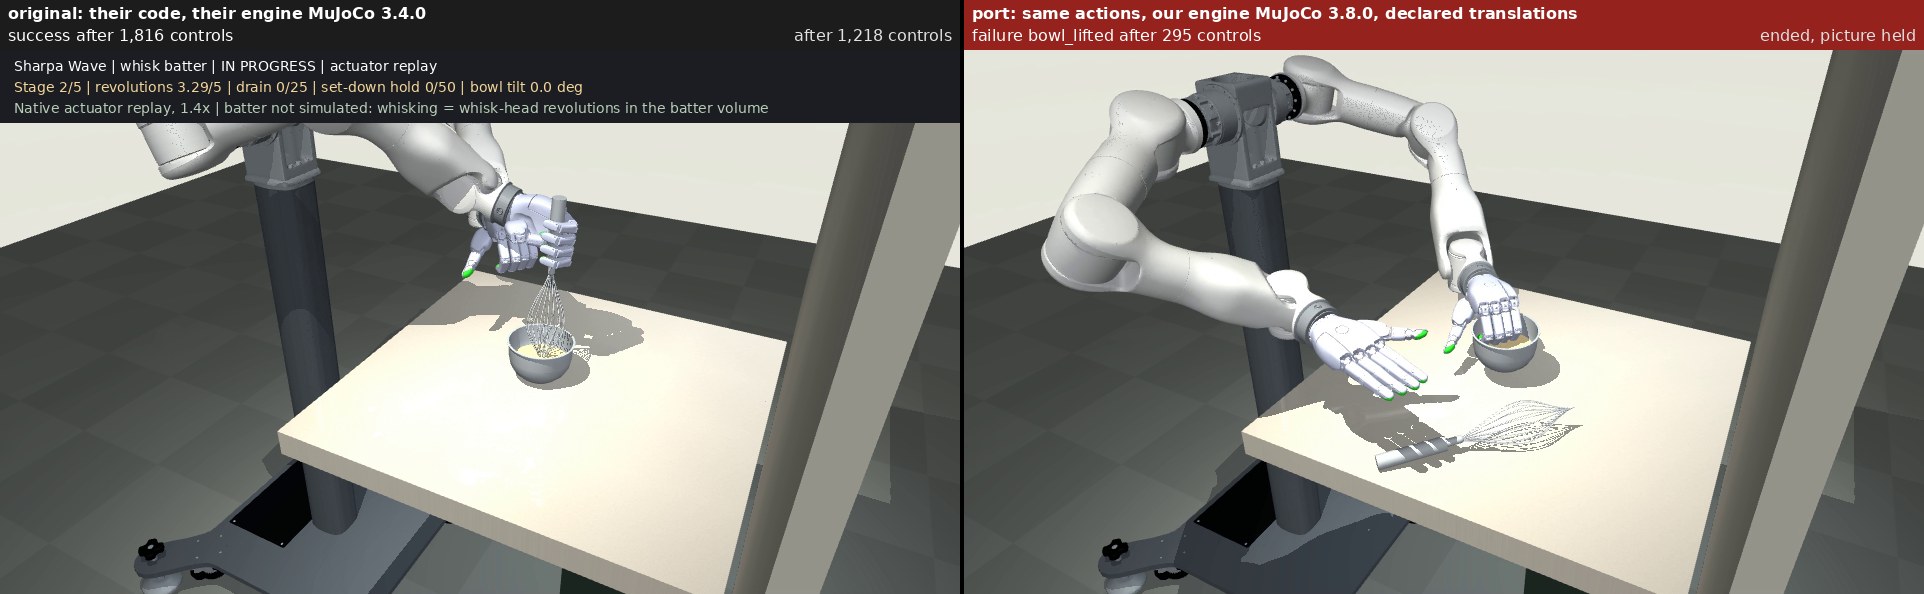 original: their code, their engine MuJoCo 3.4.0
success after 1,816 controls
after 1,218 controls
Sharpa Wave | whisk batter | IN PROGRESS | actuator replay
Stage 2/5 | revolutions 3.29/5 | drain 0/25 | set-down hold 0/50 | bowl tilt 0.0 deg
Native actuator replay, 1.4x | batter not simulated: whisking = whisk-head revolutions in the batter volume
port: same actions, our engine MuJoCo 3.8.0, declared translations
failure bowl_lifted after 295 controls
ended, picture held